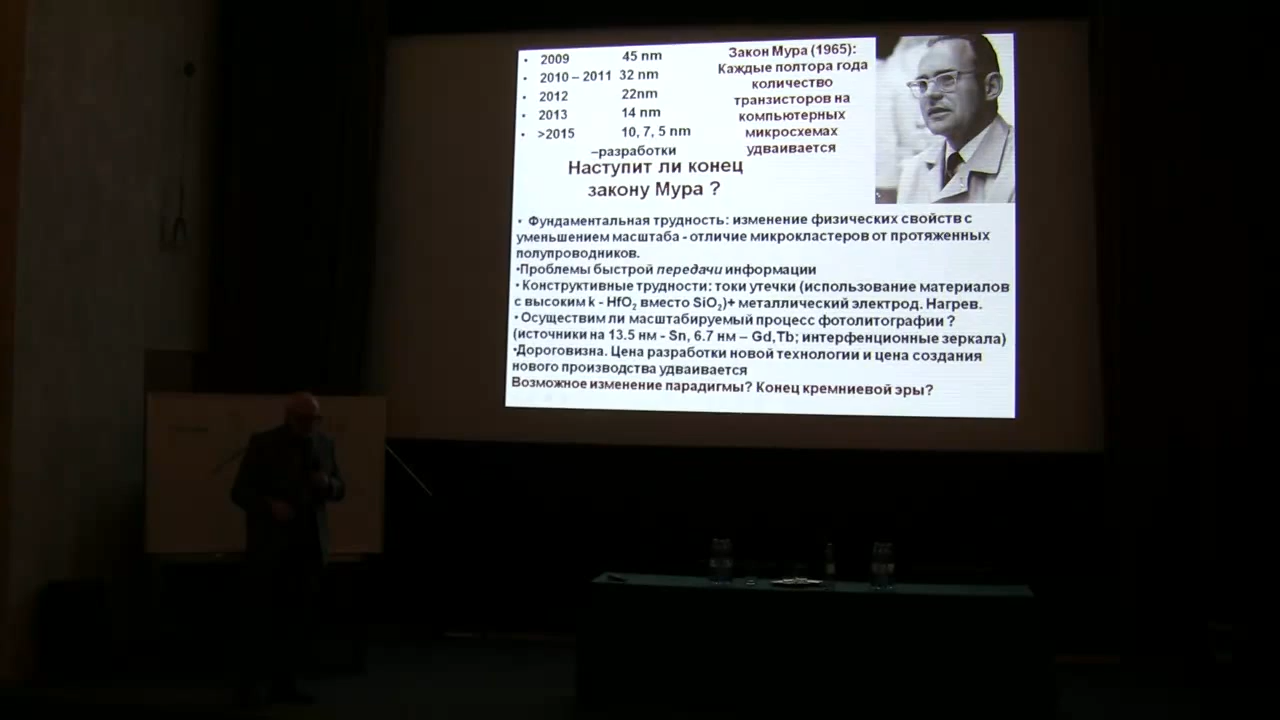 • 2009 45 nm
• 2010 – 2011 32 nm
• 2012 22nm
• 2013 14 nm
• >2015 10, 7, 5 nm
–разработки
Закон Мура (1965):
Каждые полтора года
количество
транзисторов на
компьютерных
микросхемах
удваивается
Наступит ли конец
закону Мура ?
• Фундаментальная трудность: изменение физических свойств с
уменьшением масштаба - отличие микрокластеров от протяженных
полупроводников.
•Проблемы быстрой передачи информации
• Конструктивные трудности: токи утечки (использование материалов
с высоким k - HfO₂ вместо SiO₂)+ металлический электрод. Нагрев.
• Осуществим ли масштабируемый процесс фотолитографии ?
(источники на 13.5 нм - Sn, 6.7 нм – Gd,Tb; интерфенционные зеркала)
•Дороговизна. Цена разработки новой технологии и цена создания
нового производства удваивается
Возможное изменение парадигмы? Конец кремниевой эры?